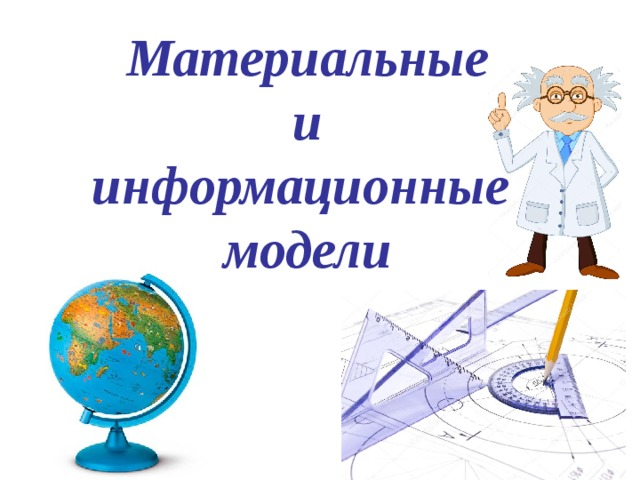 Материальные
и
информационные
модели